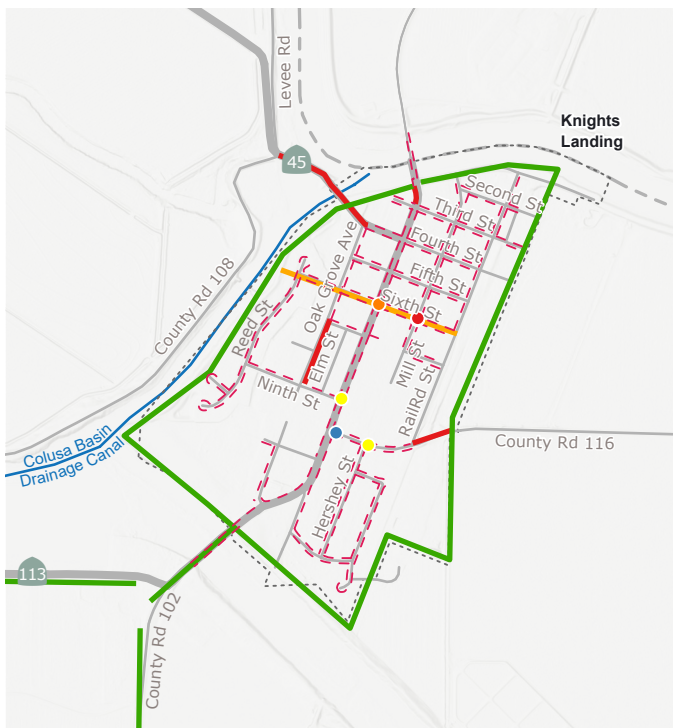 Levee Rd
Knights
Landing
45
Second St
Third St
Fourth St
Fifth St
Sixth St
Oak Grove Ave
County Rd 108
Reed St
Elm St
Mill St
Ninth St
RailRd St
County Rd 116
Colusa Basin
Drainage Canal
Hershey St
113
County Rd 102